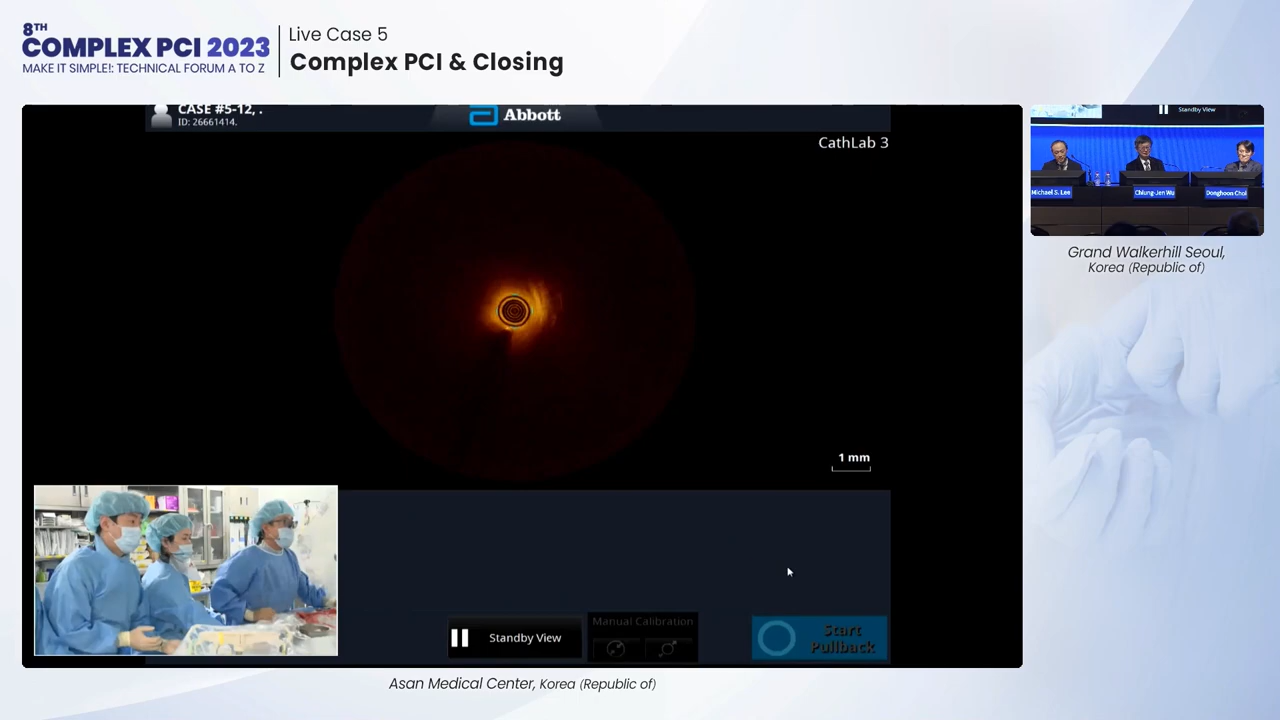 8TH
COMPLEX PCI 2023
MAKE IT SIMPLE!: TECHNICAL FORUM A TO Z
Live Case 5
Complex PCI & Closing
CASE #5-12, .
ID: 26661414.
Abbott
CathLab 3
1 mm
Standby View
Manual Calibration
Start
Pullback
Standby View
Michael S. Lee
Chiung-Jen Wu
Donghoon Choi
Grand Walkerhill Seoul,
Korea (Republic of)
Asan Medical Center, Korea (Republic of)